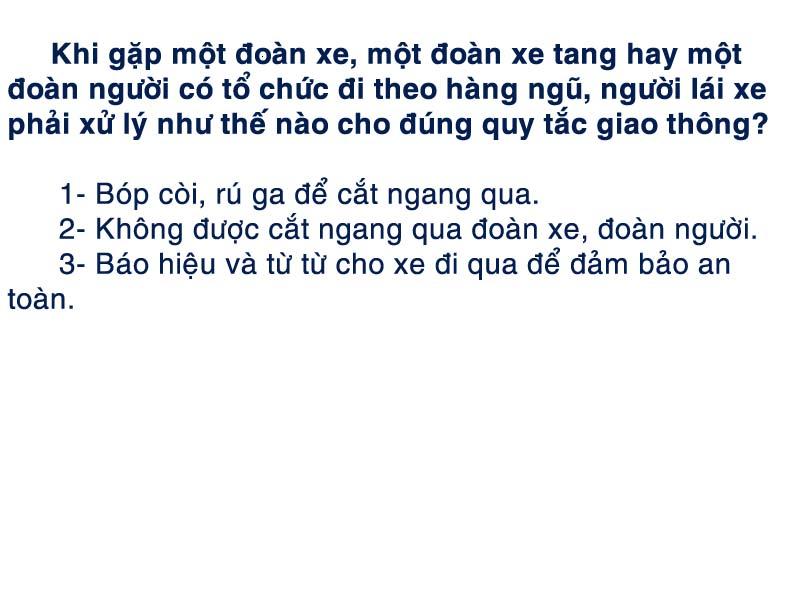 Khi gặp một đoàn xe, một đoàn xe tang hay một
đoàn người có tổ chức đi theo hàng ngũ, người lái xe
phải xử lý như thế nào cho đúng quy tắc giao thông?
1- Bóp còi, rú ga để cắt ngang qua.
2- Không được cắt ngang qua đoàn xe, đoàn người.
3- Báo hiệu và từ từ cho xe đi qua để đảm bảo an
toàn.